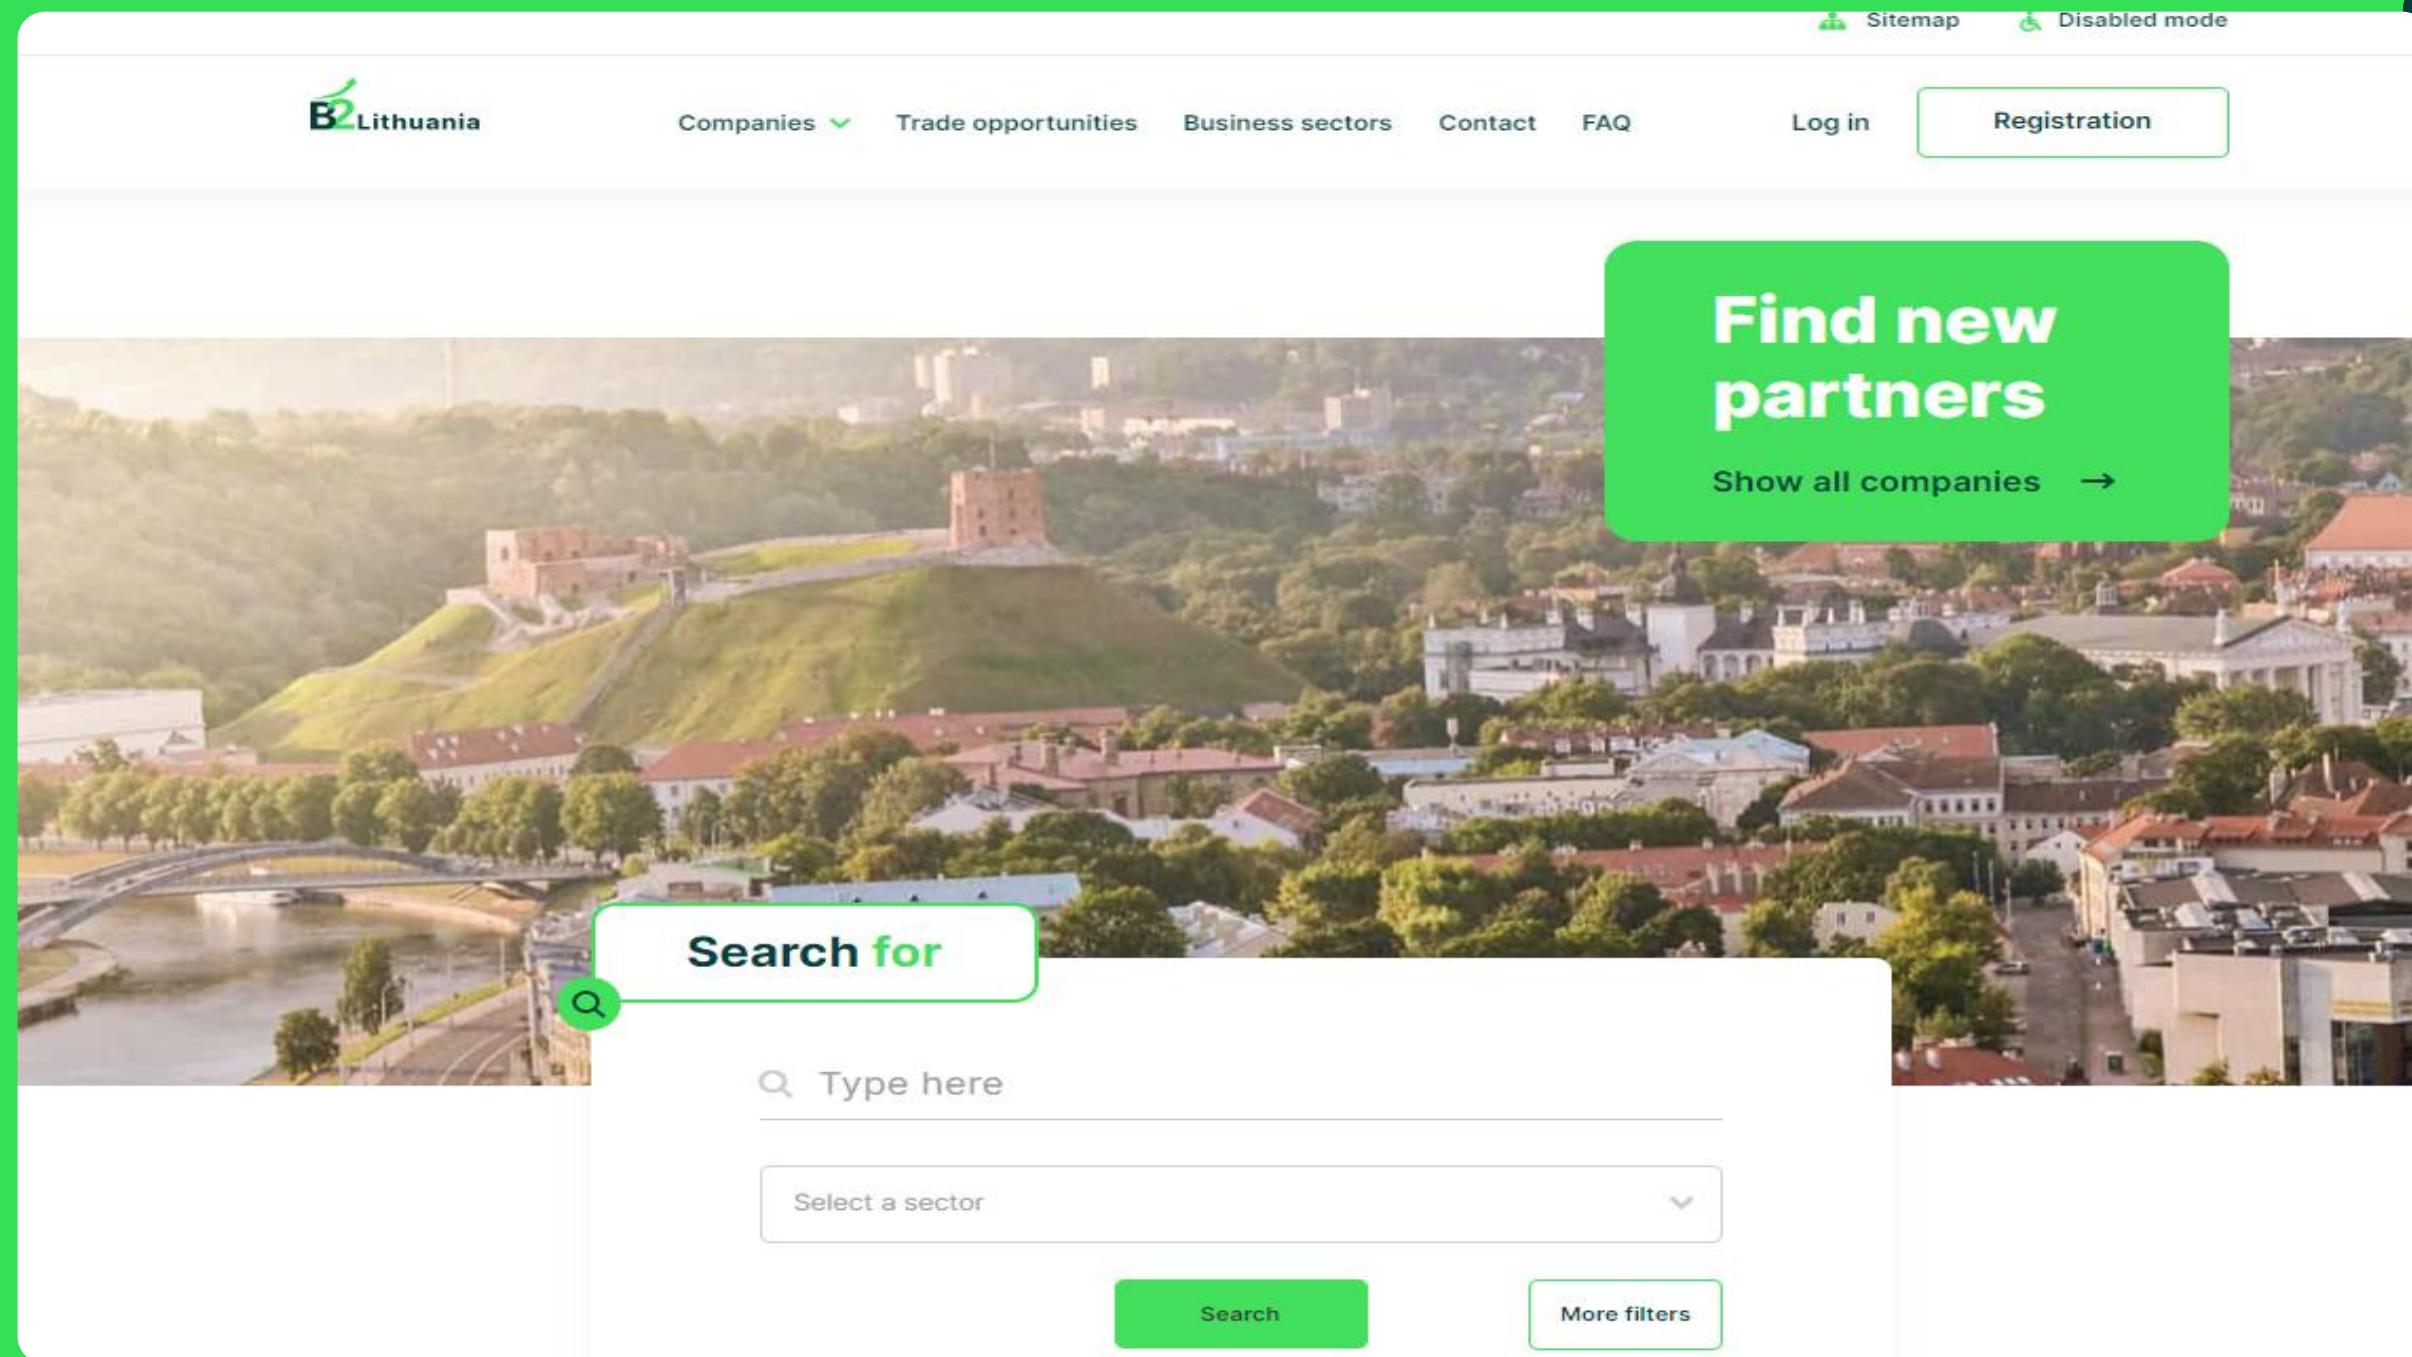 Sitemap Disabled mode
B2Lithuania
Companies Trade opportunities Business sectors Contact FAQ Log in Registration
Find new
partners
Show all companies →
Search for
Type here
Select a sector
Search More filters